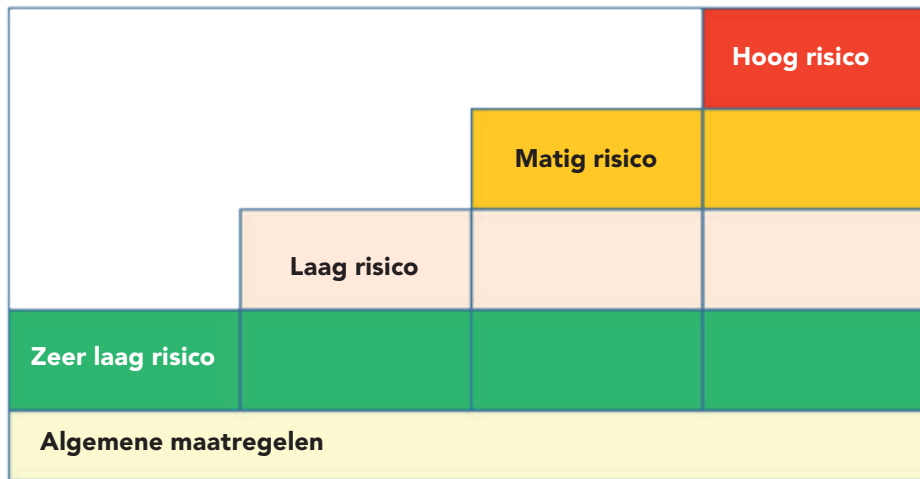 Hoog risico
Matig risico
Laag risico
Zeer laag risico
Algemene maatregelen